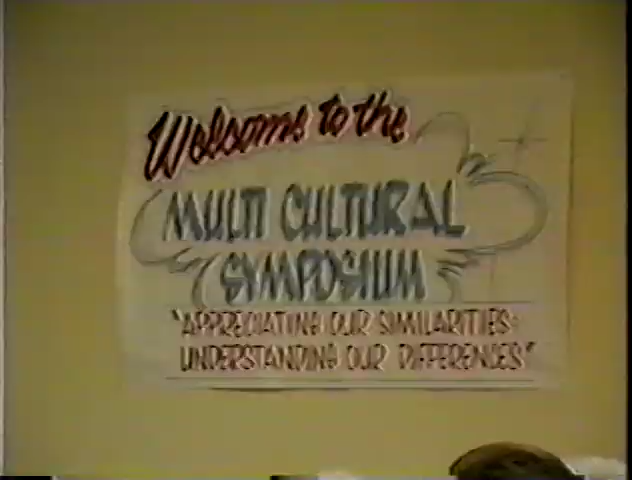 Welcome to the
MULTI CULTURAL
SYMPOSIUM
"APPRECIATING OUR SIMILARITIES:
UNDERSTANDING OUR DIFFERENCES"